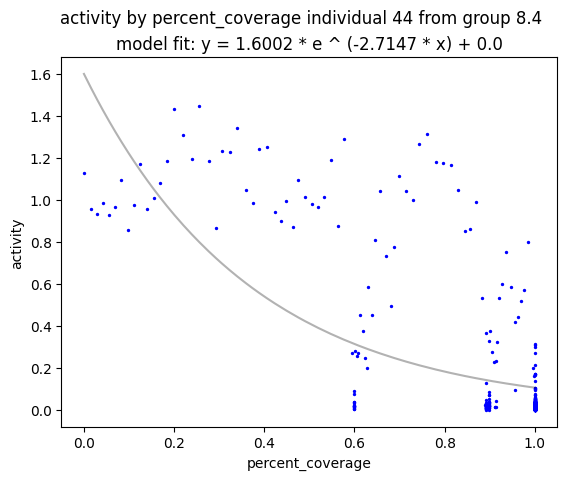 activity by percent_coverage individual 44 from group 8.4
model fit: y = 1.6002 * e ^ (-2.7147 * x) + 0.0
1.6
1.4
1.2
1.0
0.8
0.6
0.4
0.2
0.0
activity
0.0 0.2 0.4 0.6 0.8 1.0
percent_coverage